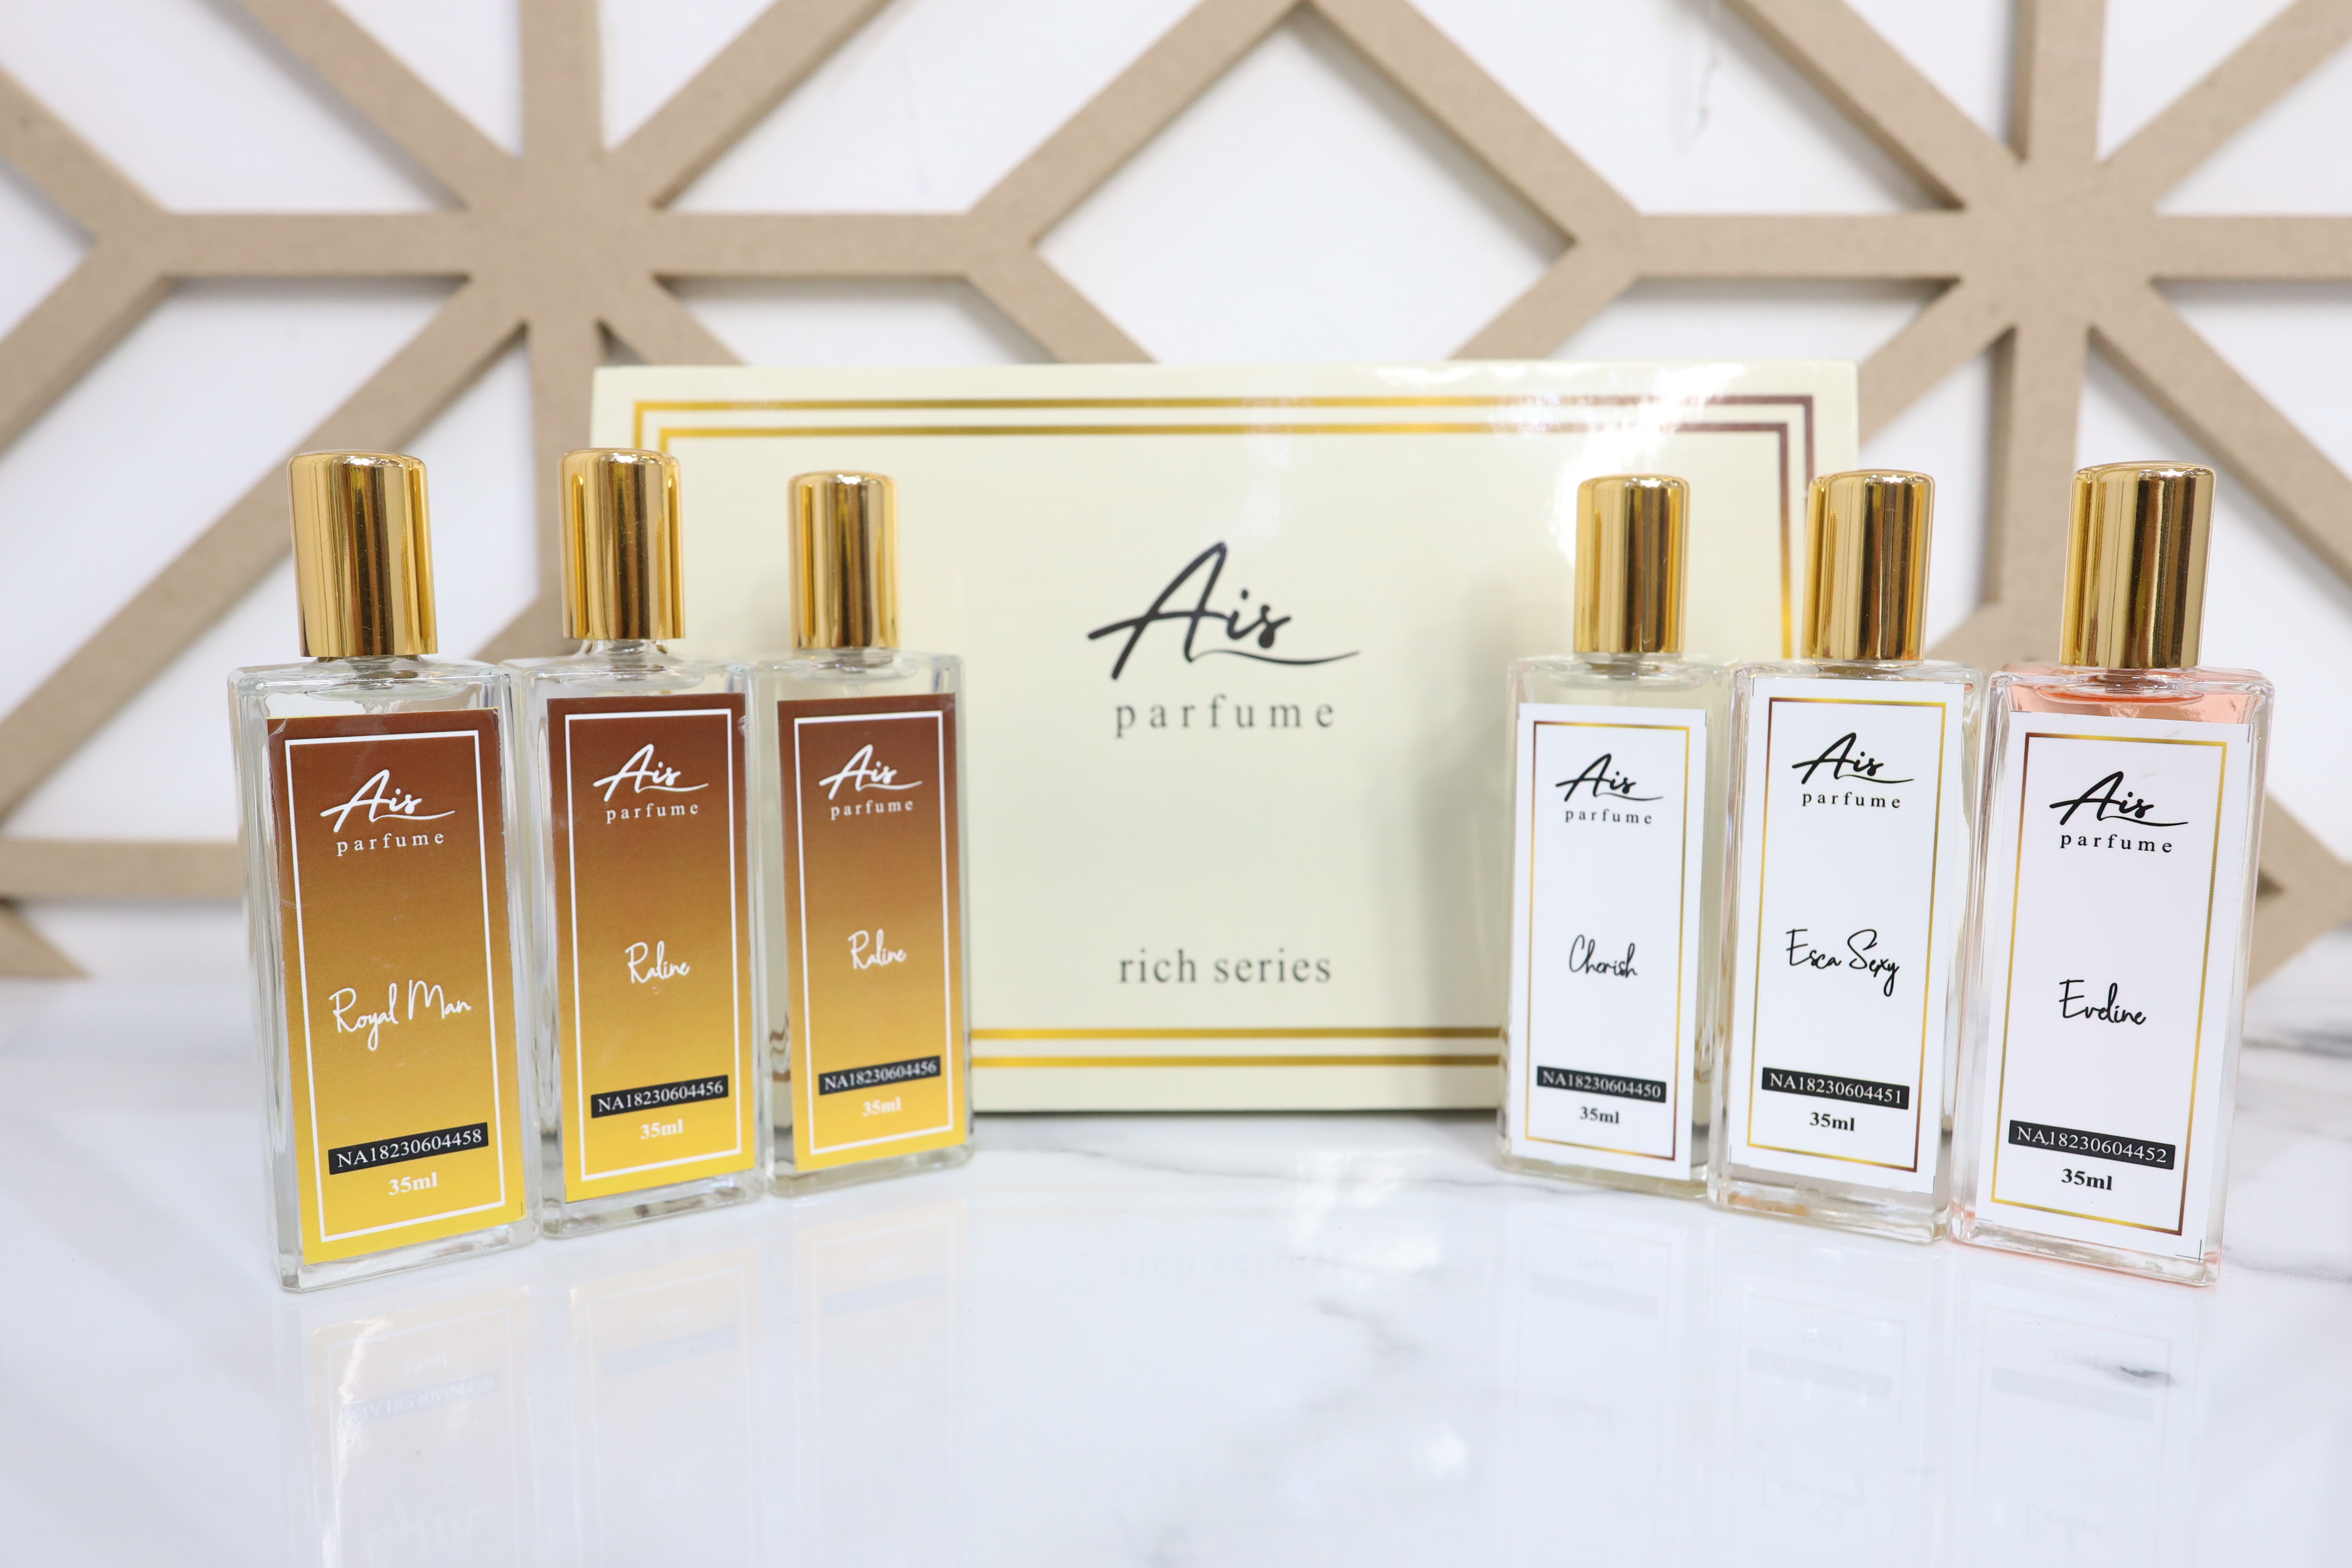 Ais
parfume
rich series
Ais
parfume
Royal Man
NA18230604458
35ml
Ais
parfume
Raline
NA18230604456
35ml
Ais
parfume
Raline
NA18230604456
35ml
Ais
parfume
Cherish
NA18230604450
35ml
Ais
parfume
Esca Sexy
NA18230604451
35ml
Ais
parfume
Eveline
NA18230604452
35ml